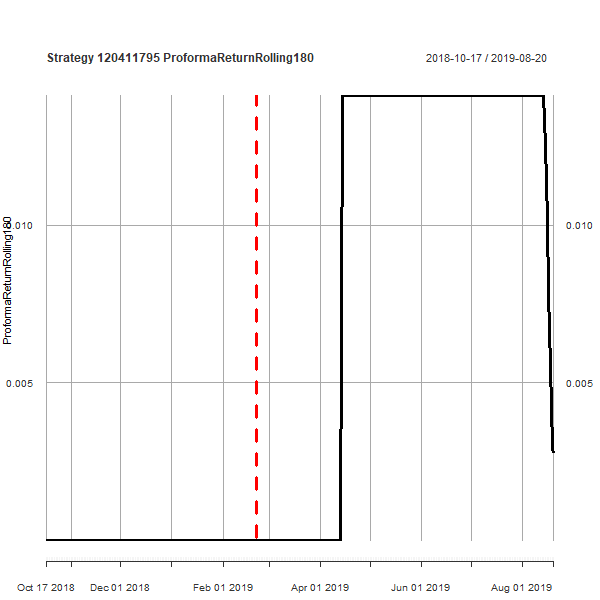 Strategy 120411795 ProformaReturnRolling180
2018-10-17 / 2019-08-20
ProformaReturnRolling180
0.010
0.010
0.005
0.005
Oct 17 2018
Dec 01 2018
Feb 01 2019
Apr 01 2019
Jun 01 2019
Aug 01 2019